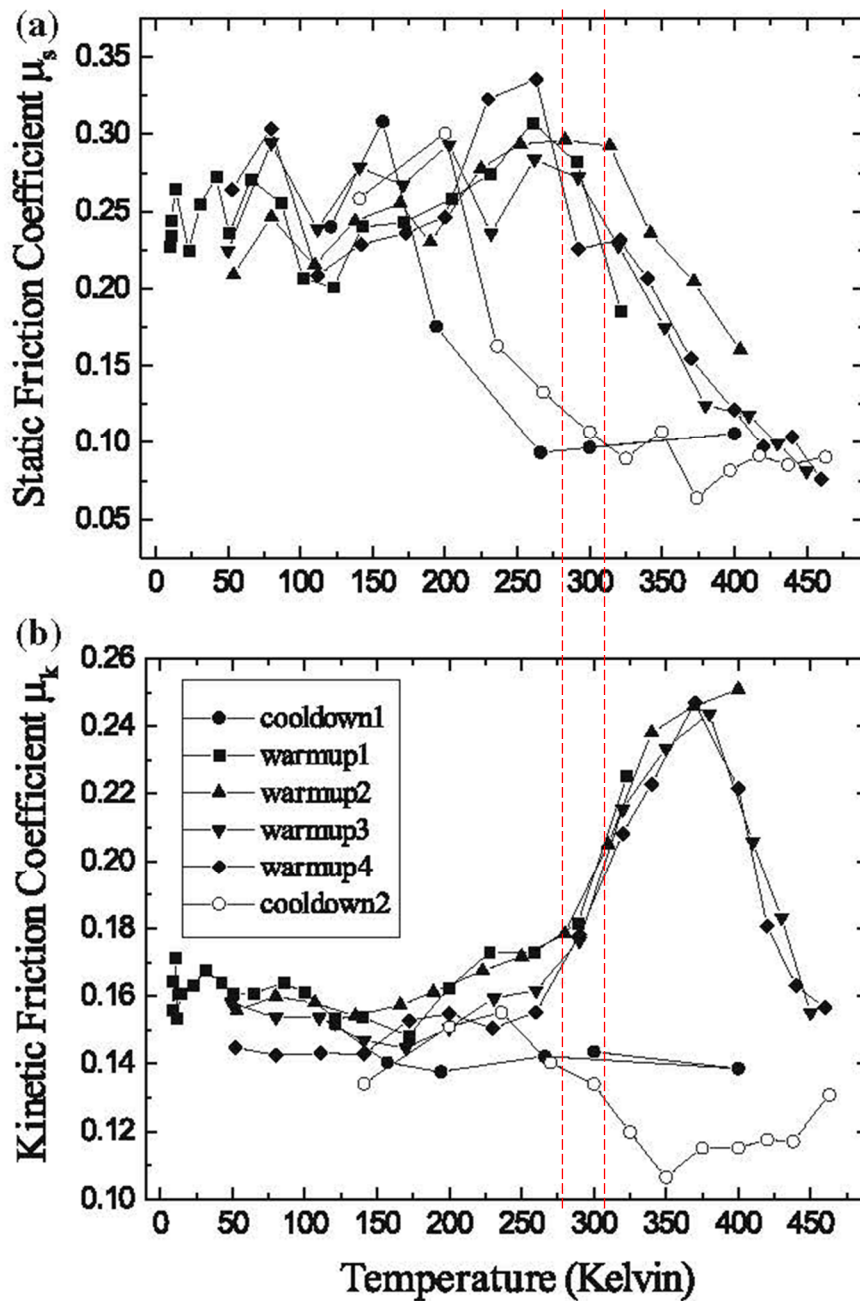 (a)
Static Friction Coefficient μs
0.35
0.30
0.25
0.20
0.15
0.10
0.05
0 50 100 150 200 250 300 350 400 450
(b)
Kinetic Friction Coefficient μk
0.26
0.24
0.22
0.20
0.18
0.16
0.14
0.12
0.10
cooldown1
warmup1
warmup2
warmup3
warmup4
cooldown2
0 50 100 150 200 250 300 350 400 450
Temperature (Kelvin)